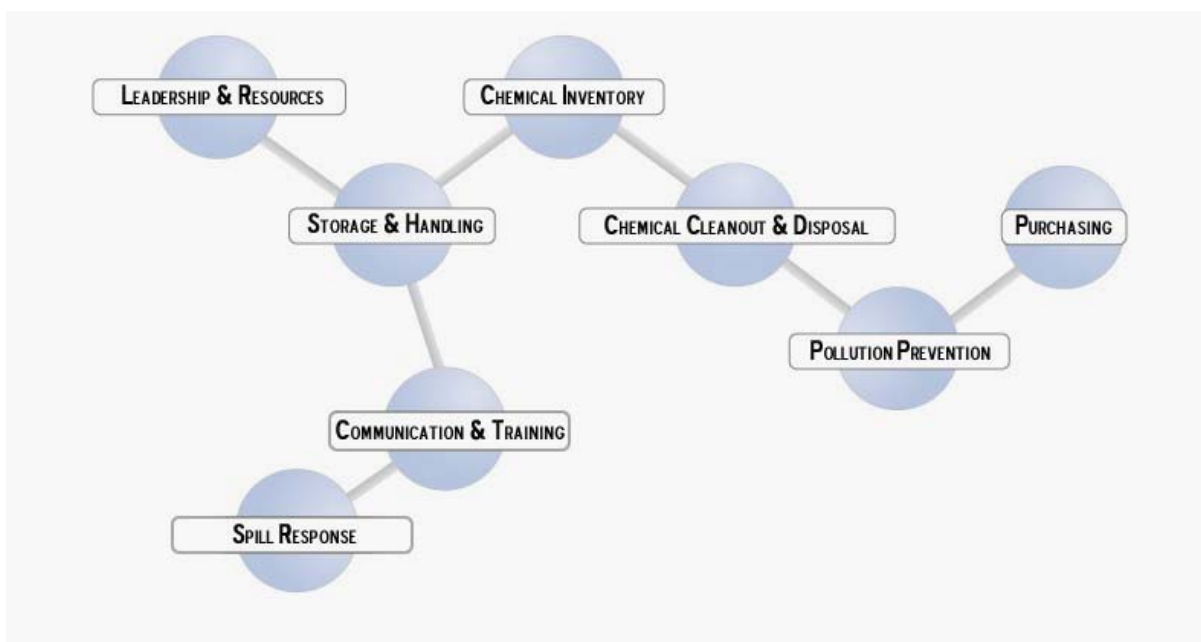 Leadership & Resources
Chemical Inventory
Storage & Handling
Chemical Cleanout & Disposal
Purchasing
Pollution Prevention
Communication & Training
Spill Response